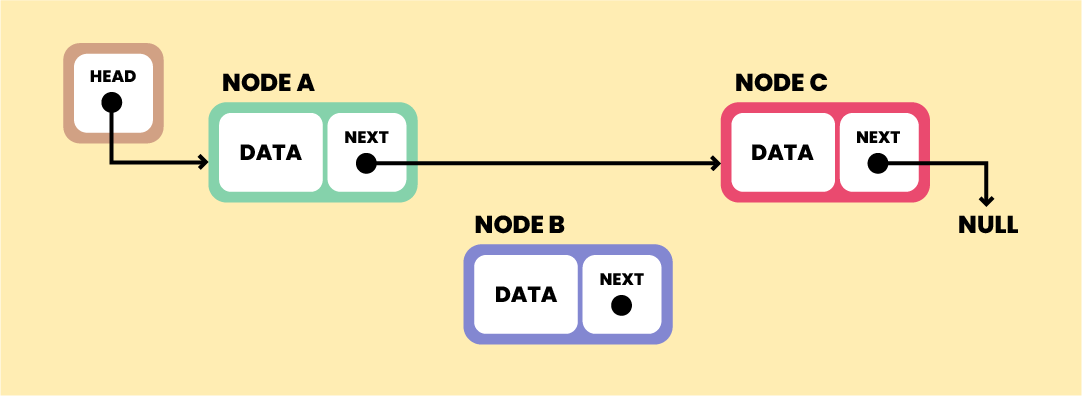 HEAD
NODE A
DATA
NEXT
NODE C
DATA
NEXT
NULL
NODE B
DATA
NEXT